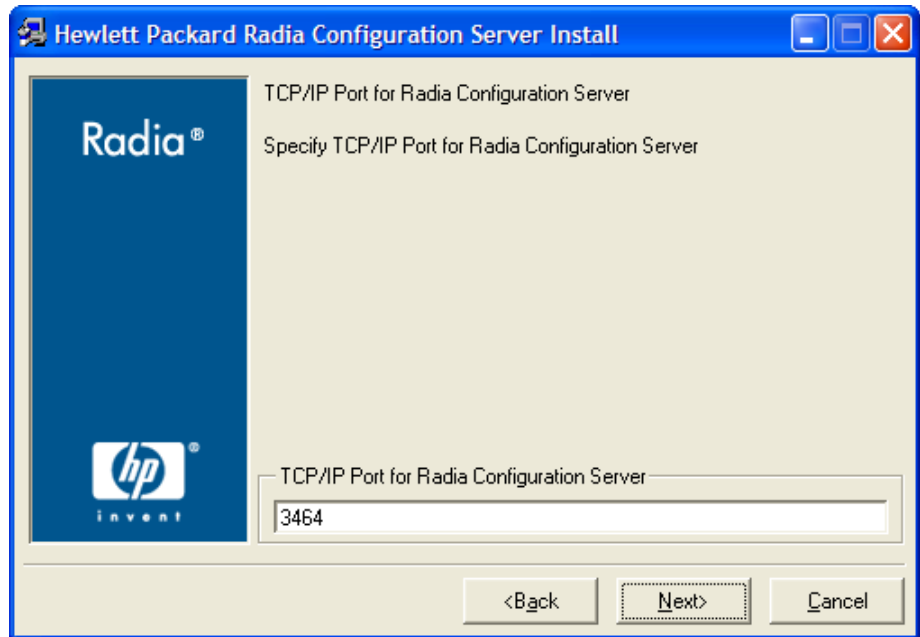 Hewlett Packard Radia Configuration Server Install
Radia®
TCP/IP Port for Radia Configuration Server
Specify TCP/IP Port for Radia Configuration Server
hp®
invent
TCP/IP Port for Radia Configuration Server
3464
<Back
Next>
Cancel